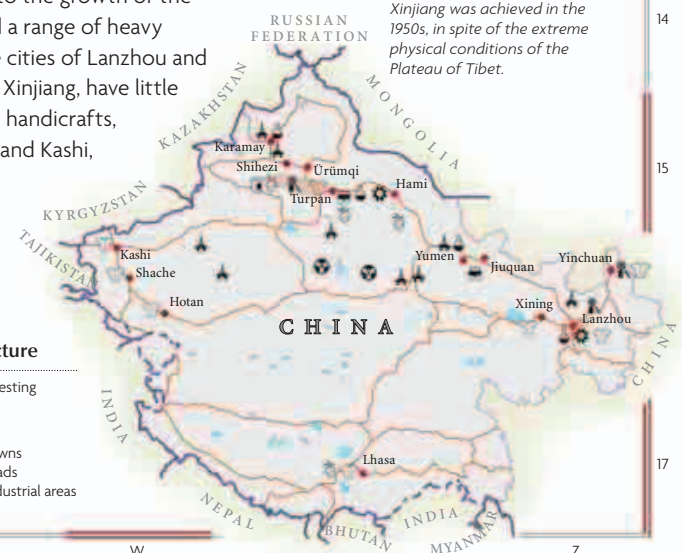 to the growth of the
a range of heavy
cities of Lanzhou and
Xinjiang, have little
handicrafts,
and Kashi,
Xinjiang was achieved in the
1950s, in spite of the extreme
physical conditions of the
Plateau of Tibet.
14
15
17
RUSSIAN
FEDERATION
KAZAKHSTAN
MONGOLIA
KYRGYZSTAN
TAJIKISTAN
Karamay
Shihezi
Ürümqi
Turpan
Hami
Kashi
Shache
Hotan
Yumen
Jiuquan
Yinchuan
Xining
Lanzhou
CHINA
CHINA
Lhasa
INDIA
NEPAL
BHUTAN
INDIA
MYANMAR
cture
esting
wns
ads
dustrial areas
W
Z